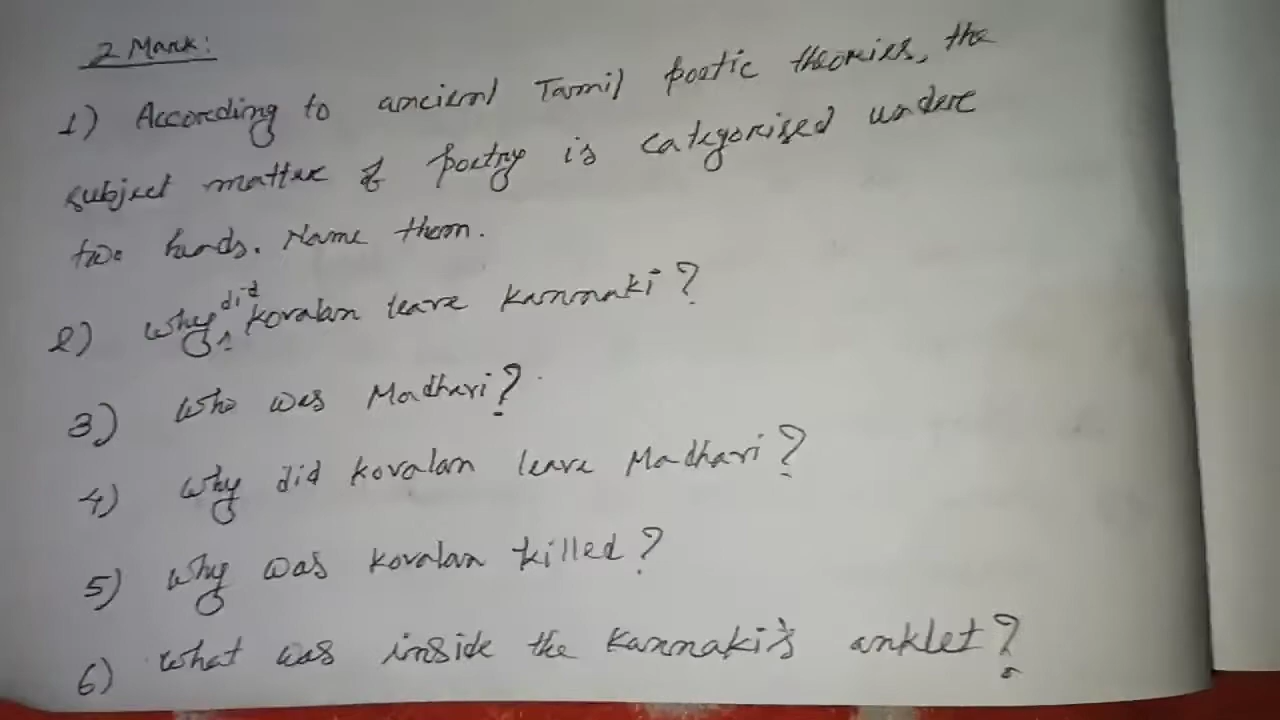 2 Mark:
1) According to ancient Tamil poetic theories, the
subject matter of poetry is categorised under
two heads. Name them.
2) Why did kovalan leave Kannaki?
3) Who was Madhavi?
4) Why did kovalan leave Madhavi?
5) Why was kovalan killed?
6) What was inside the Kannaki's anklet?